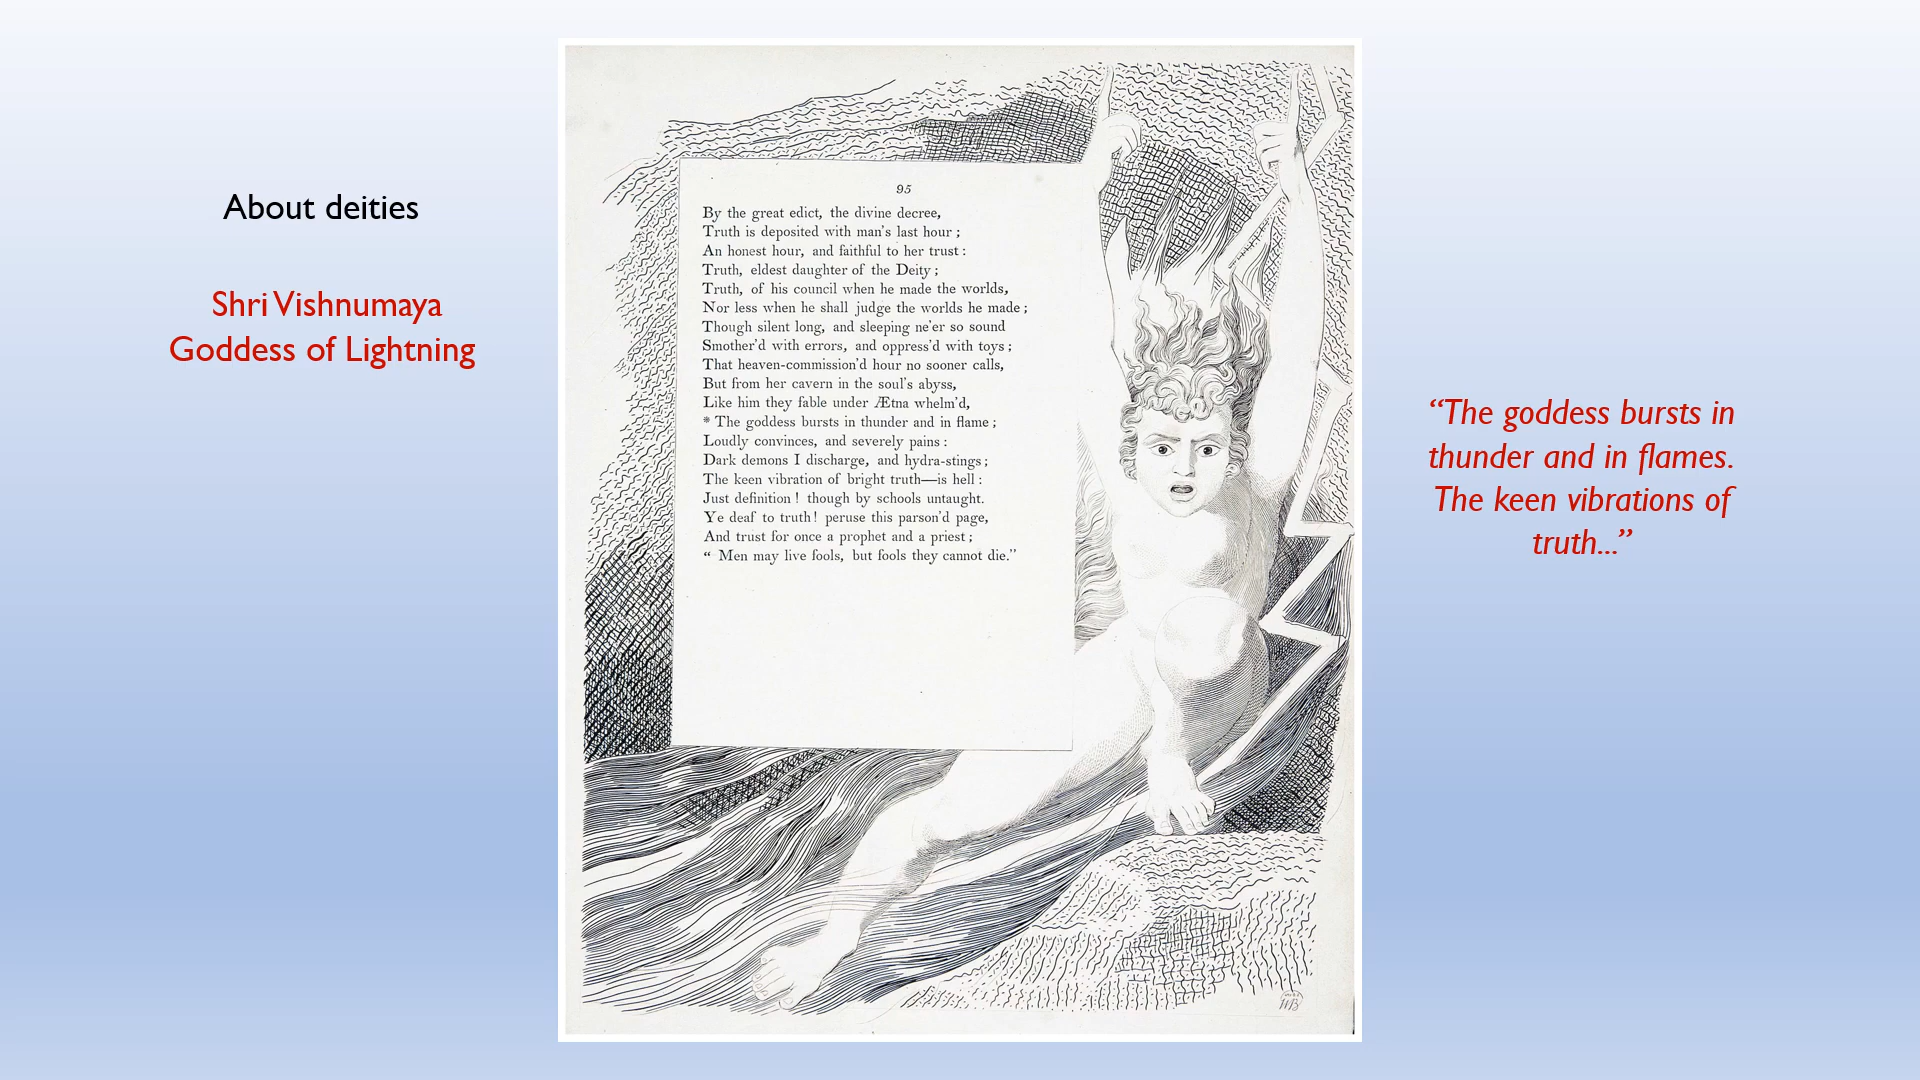 About deities
Shri Vishnumaya
Goddess of Lightning
95
By the great edict, the divine decree,
Truth is deposited with man's last hour ;
An honest hour, and faithful to her trust :
Truth, eldest daughter of the Deity ;
Truth, of his council when he made the worlds,
Nor less when he shall judge the worlds he made ;
Though silent long, and sleeping ne'er so sound
Smother'd with errors, and oppress'd with toys ;
That heaven-commission'd hour no sooner calls,
But from her cavern in the soul's abyss,
Like him they fable under Ætna whelm'd,
* The goddess bursts in thunder and in flame ;
Loudly convinces, and severely pains :
Dark demons I discharge, and hydra-stings ;
The keen vibration of bright truth—is hell :
Just definition ! though by schools untaught.
Ye deaf to truth ! peruse this parson'd page,
And trust for once a prophet and a priest ;
“ Men may live fools, but fools they cannot die.”
“The goddess bursts in
thunder and in flames.
The keen vibrations of
truth...”
WB